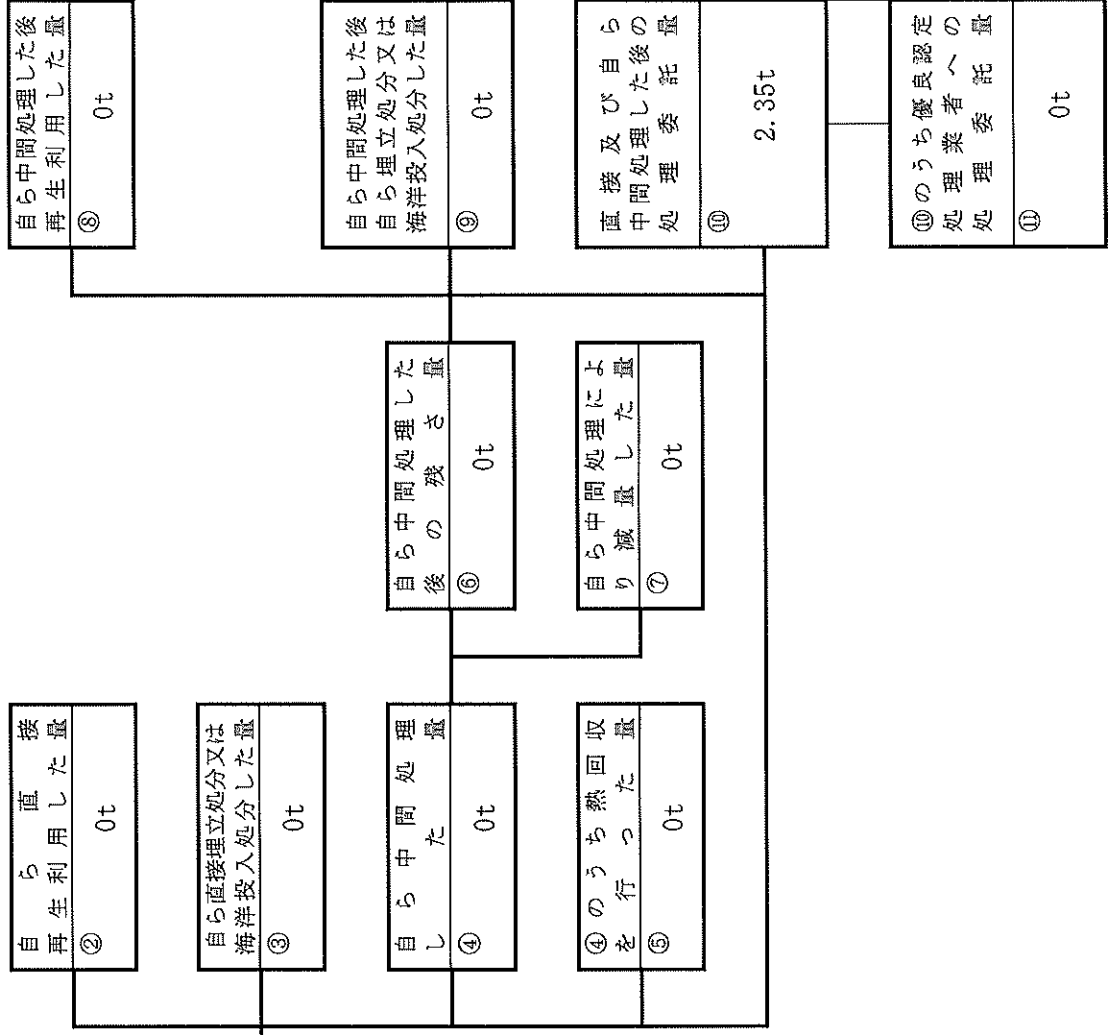 自ら直接
再生利用した量
②
0t
自ら直接埋立処分又は
海洋投入処分した量
③
0t
自ら中間処理
した量
④
0t
④のうち熱回収
を行った量
⑤
0t
自ら中間処理した
後の残さ量
⑥
0t
自ら中間処理によ
り減量した量
⑦
0t
自ら中間処理した後
再生利用した量
⑧
0t
自ら中間処理した後
自ら埋立処分又は
海洋投入処分した量
⑨
0t
直接及び自ら
中間処理した後の
処理委託量
⑩
2.35t
⑩のうち優良認定
処理業者への
処理委託量
⑪
0t